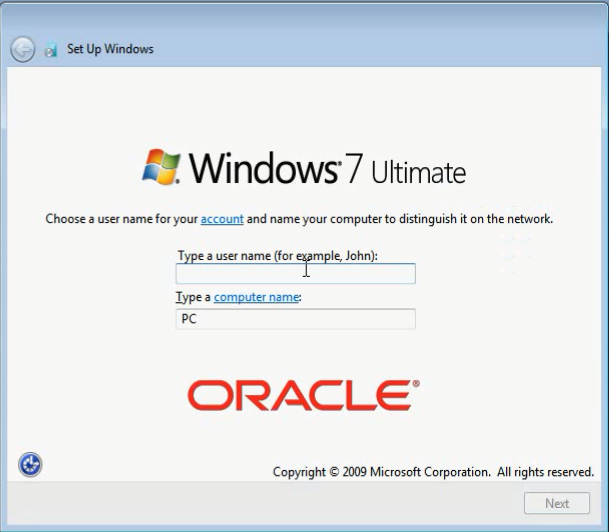 Set Up Windows
Windows® 7 Ultimate
Choose a user name for your account and name your computer to distinguish it on the network.
Type a user name (for example, John):
Type a computer name:
PC
ORACLE®
Copyright © 2009 Microsoft Corporation. All rights reserved.
Next